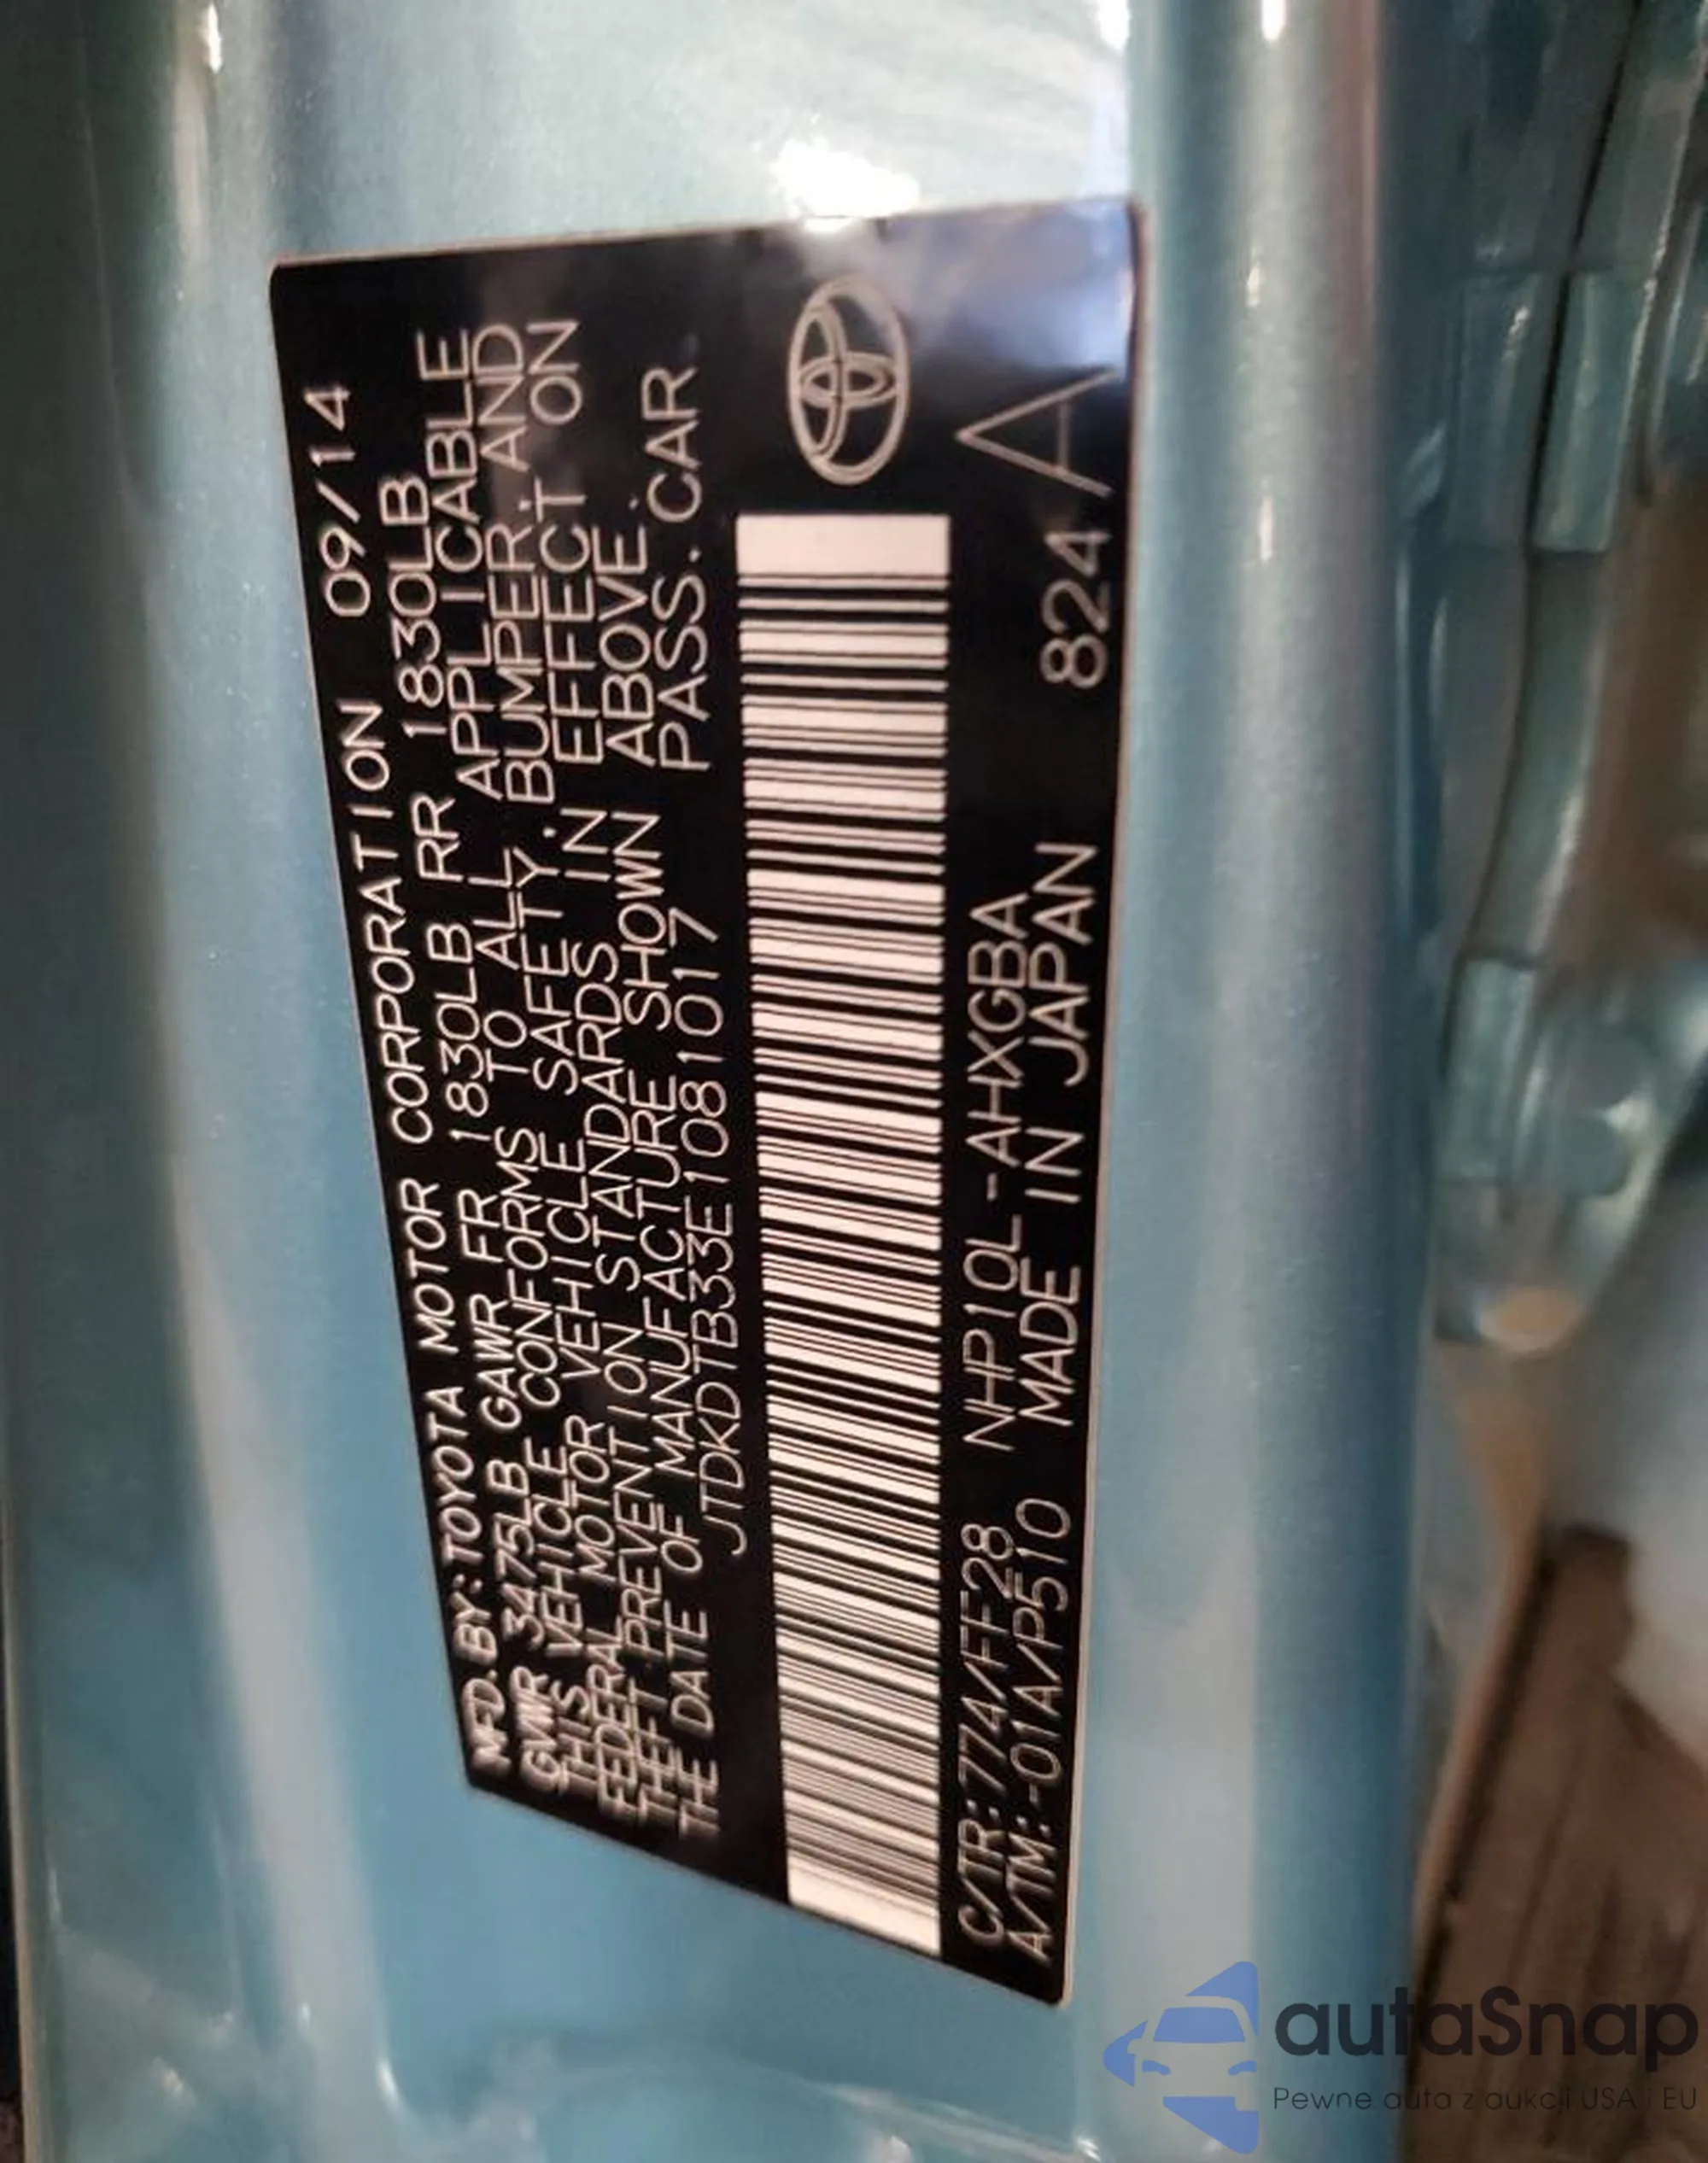 MFD. BY: TOYOTA MOTOR CORPORATION 09/14
GVWR 3475LB GAWR FR 1830LB RR 1830LB
THIS VEHICLE CONFORMS TO ALL APPLICABLE
FEDERAL MOTOR VEHICLE SAFETY, BUMPER, AND
THEFT PREVENTION STANDARDS IN EFFECT ON
THE DATE OF MANUFACTURE SHOWN ABOVE.
JTDKDTB33E1081017 PASS. CAR
C/TR:774/FF28 NHP10L-AHXGBA
A/TM:-01A/P510 MADE IN JAPAN 824 A
autaSnap
Pewne auta z aukcji USA i EU